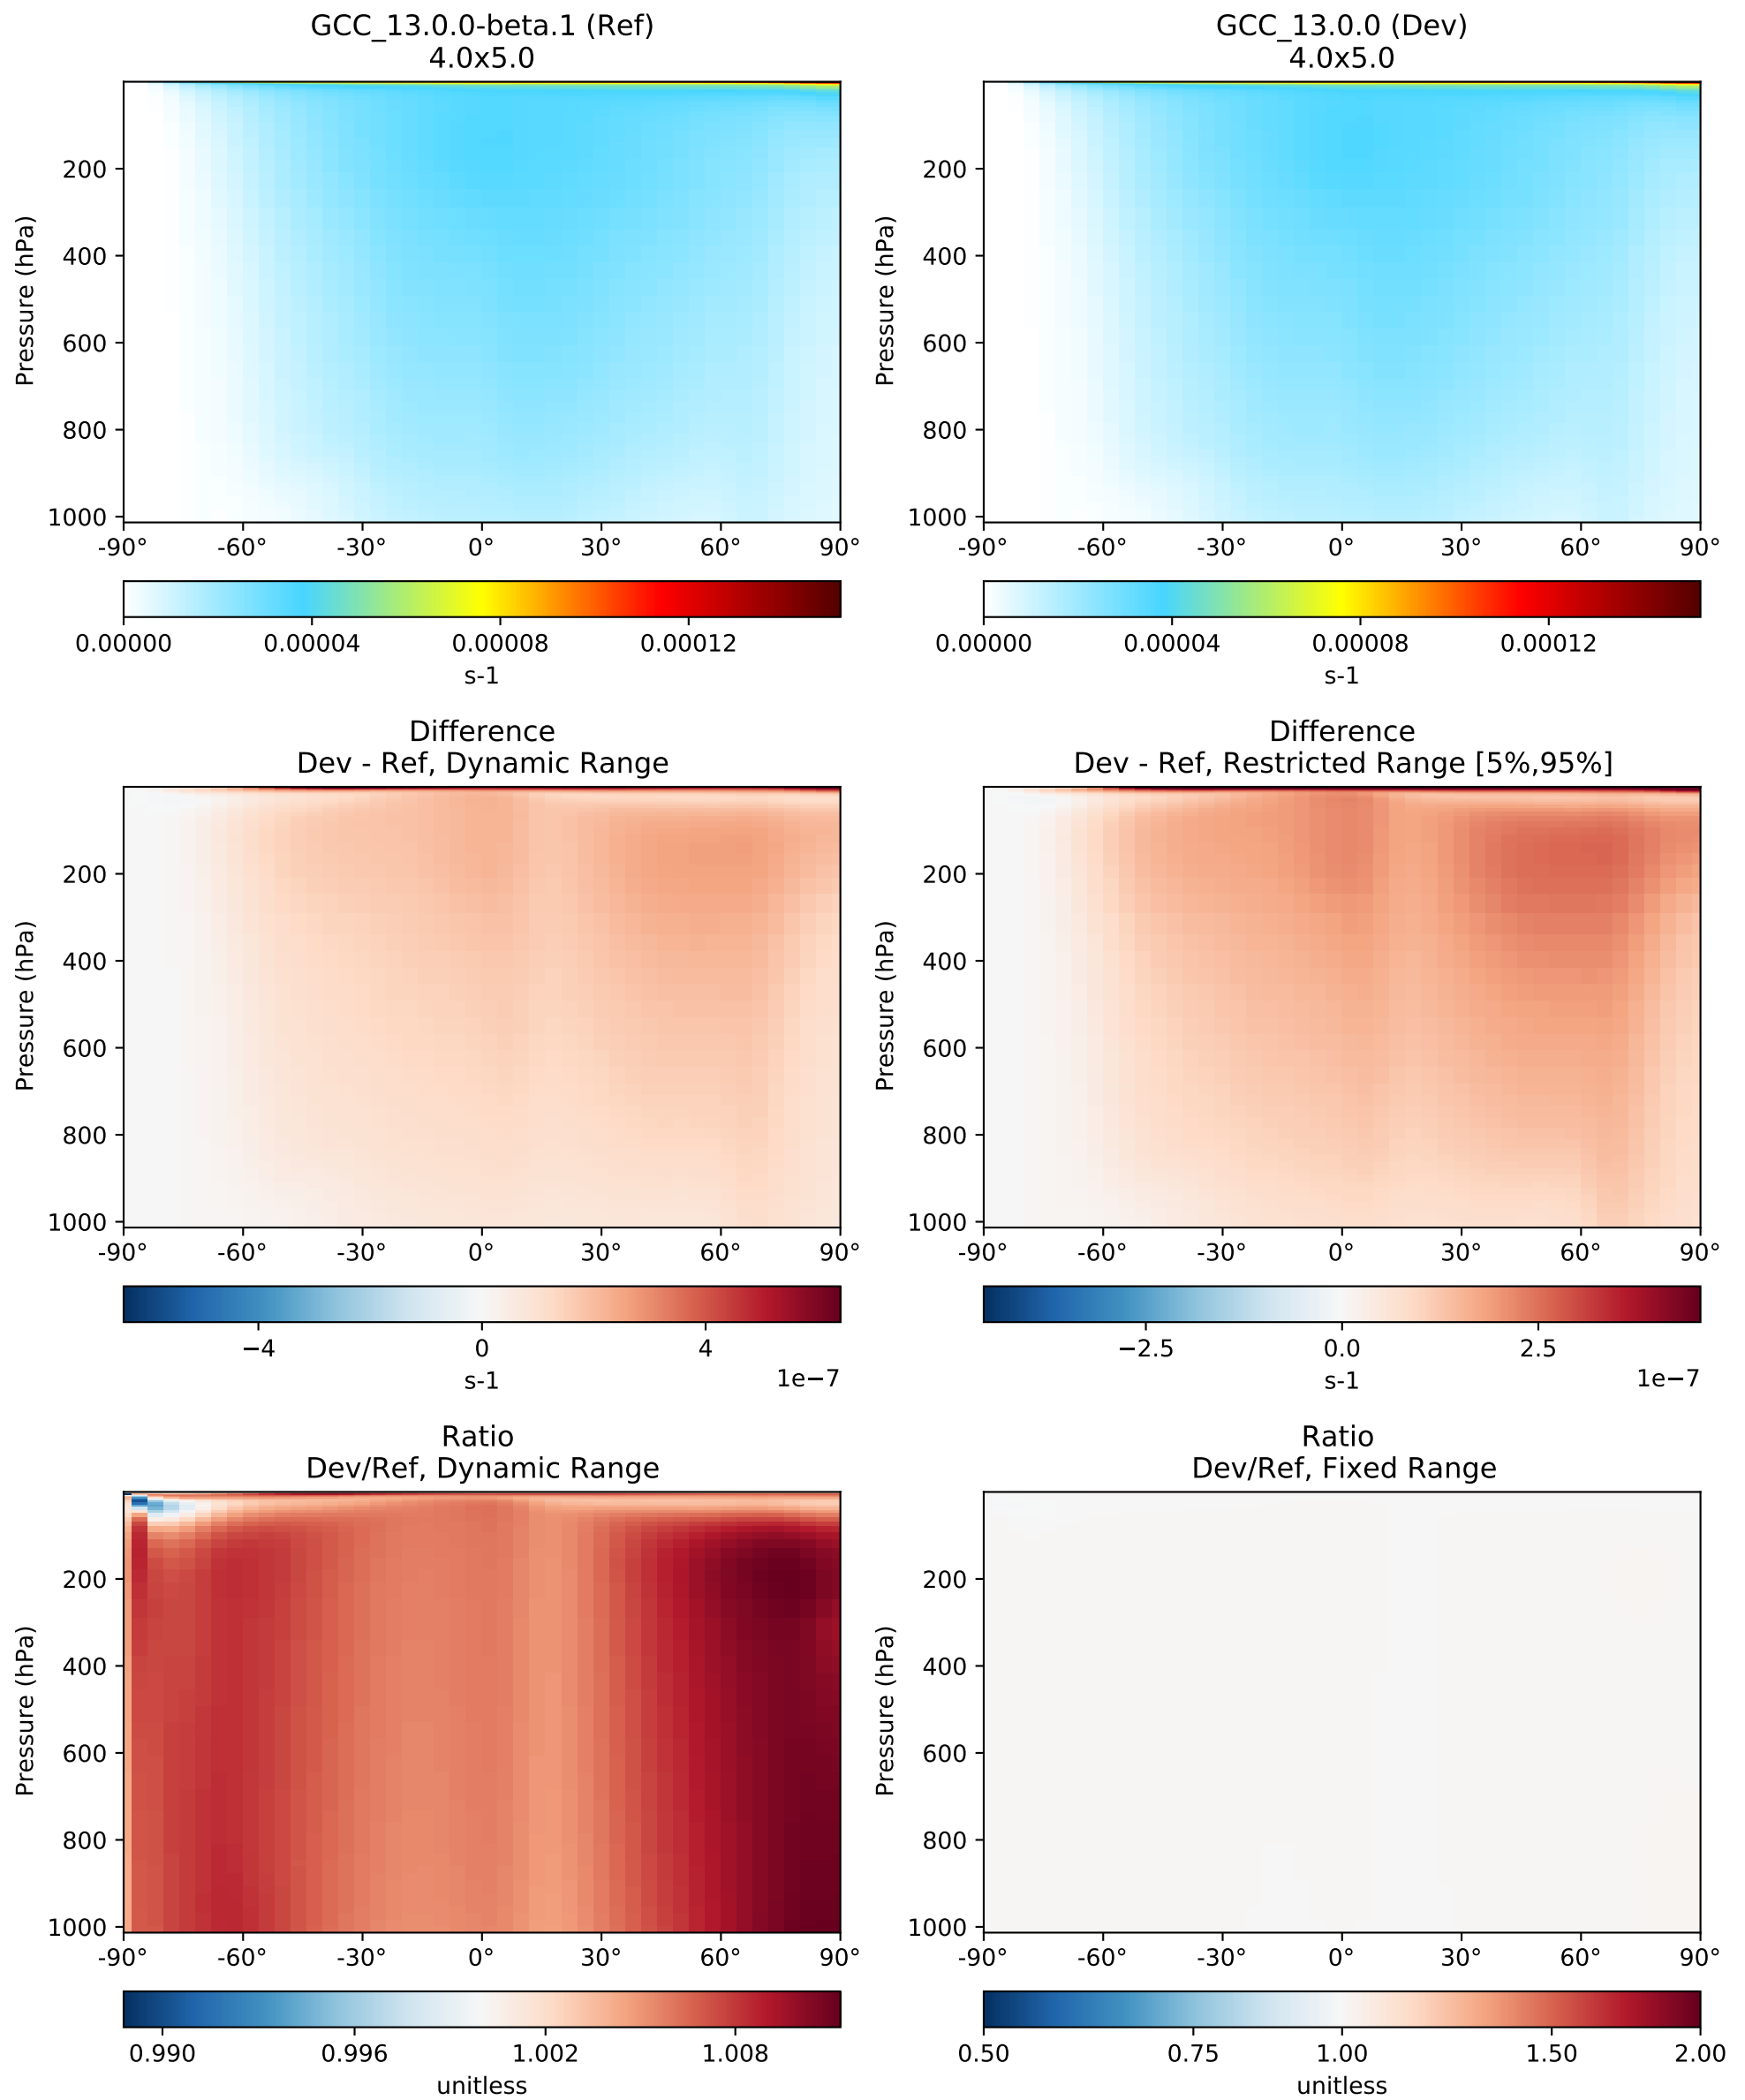 GCC_13.0.0-beta.1 (Ref)
4.0x5.0
Pressure (hPa)
200
400
600
800
1000
-90° -60° -30° 0° 30° 60° 90°
0.00000 0.00004 0.00008 0.00012
s-1
GCC_13.0.0 (Dev)
4.0x5.0
Pressure (hPa)
200
400
600
800
1000
-90° -60° -30° 0° 30° 60° 90°
0.00000 0.00004 0.00008 0.00012
s-1
Difference
Dev - Ref, Dynamic Range
Pressure (hPa)
200
400
600
800
1000
-90° -60° -30° 0° 30° 60° 90°
−4 0 4
s-1 1e−7
Difference
Dev - Ref, Restricted Range [5%,95%]
Pressure (hPa)
200
400
600
800
1000
-90° -60° -30° 0° 30° 60° 90°
−2.5 0.0 2.5
s-1 1e−7
Ratio
Dev/Ref, Dynamic Range
Pressure (hPa)
200
400
600
800
1000
-90° -60° -30° 0° 30° 60° 90°
0.990 0.996 1.002 1.008
unitless
Ratio
Dev/Ref, Fixed Range
Pressure (hPa)
200
400
600
800
1000
-90° -60° -30° 0° 30° 60° 90°
0.50 0.75 1.00 1.50 2.00
unitless